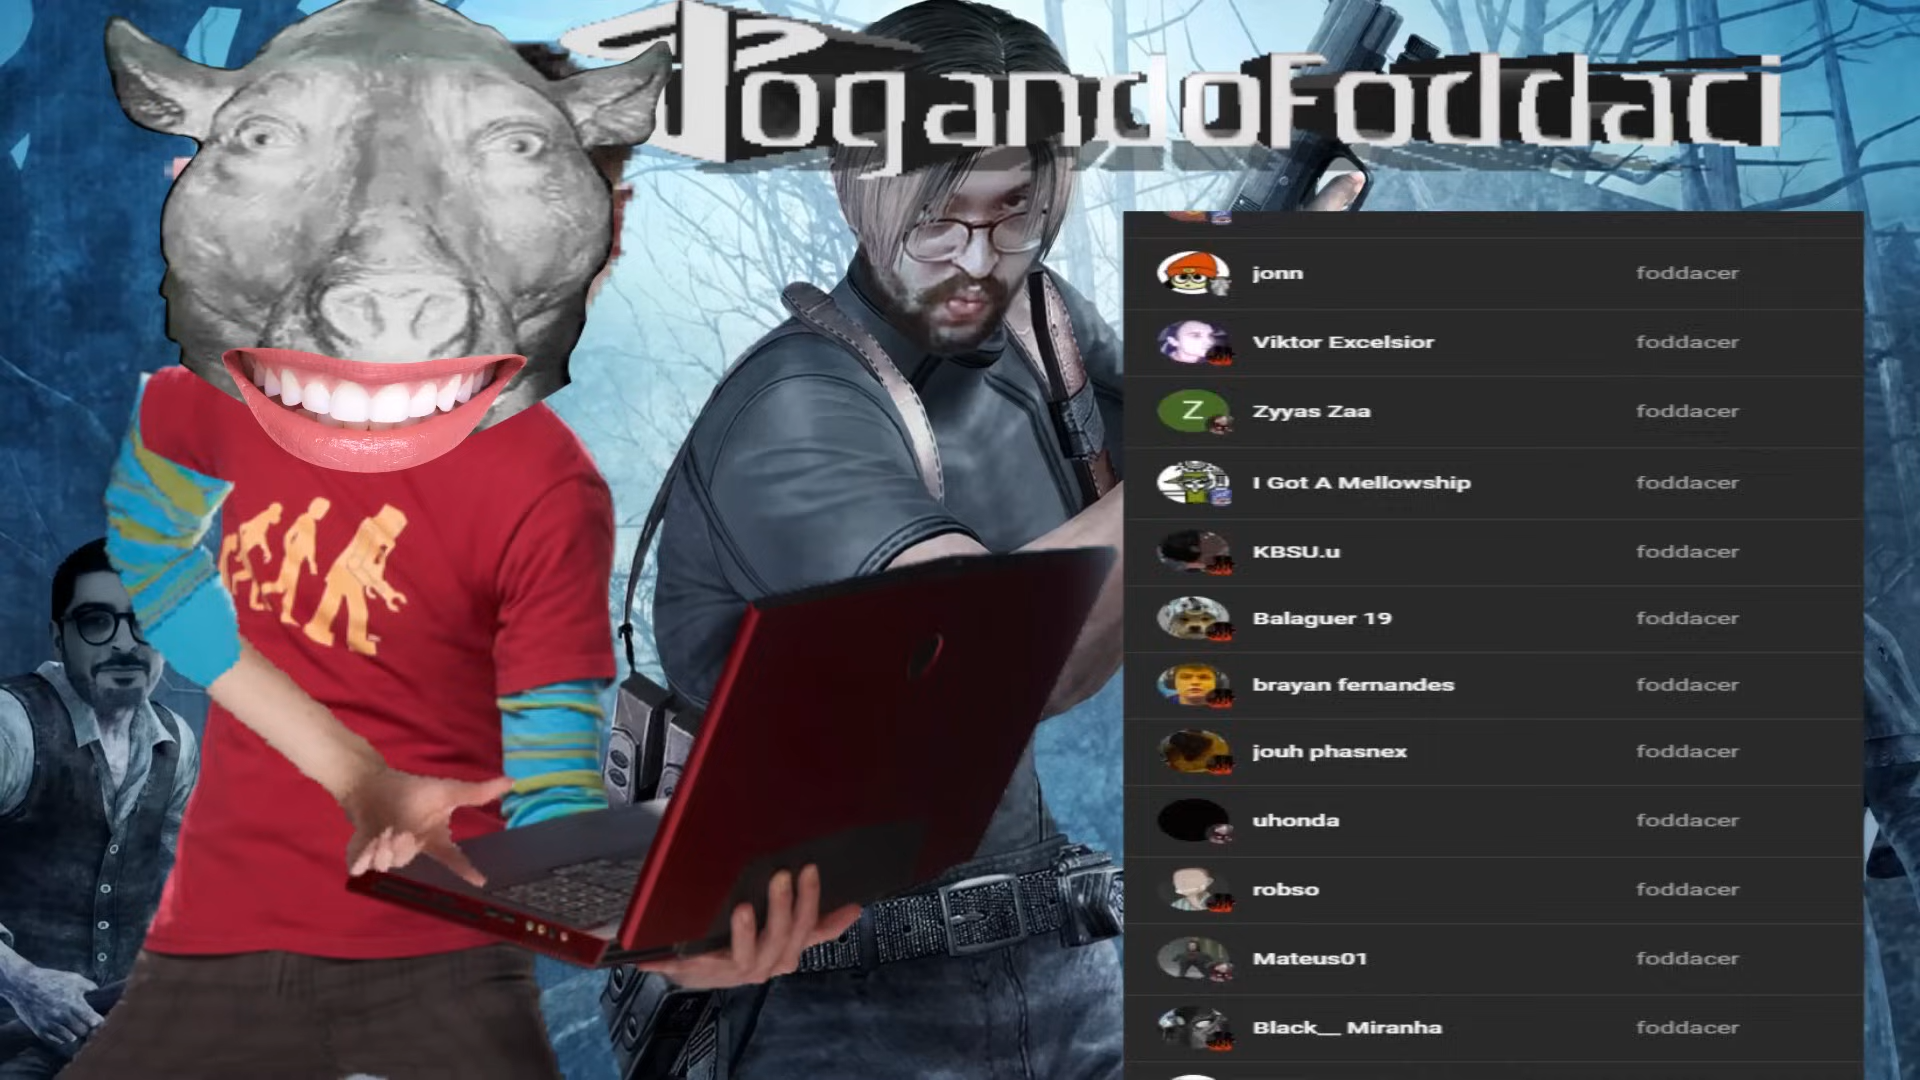 JogandoFoddaci
jonn foddacer
Viktor Excelsior foddacer
Z
Zyyas Zaa foddacer
I Got A Mellowship foddacer
KBSU.u foddacer
Balaguer 19 foddacer
brayan fernandes foddacer
jouh phasnex foddacer
uhonda foddacer
robso foddacer
Mateus01 foddacer
Black__ Miranha foddacer